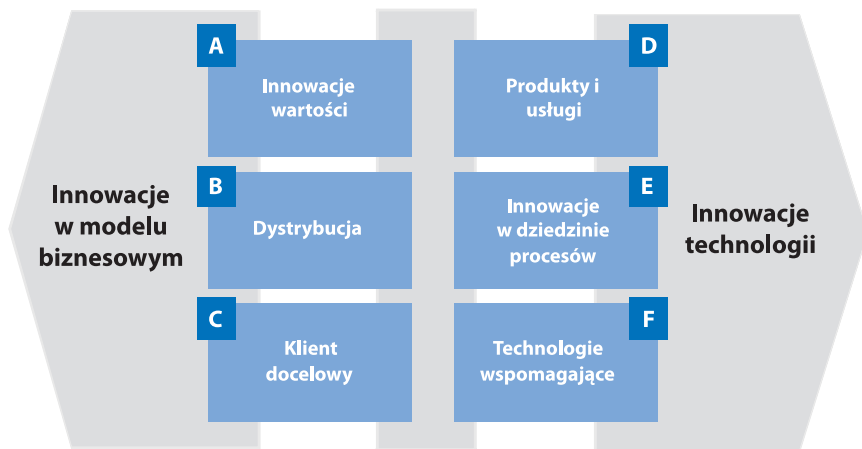 Innowacje
w modelu
biznesowym
A
Innowacje
wartości
B
Dystrybucja
C
Klient
docelowy
D
Produkty i
usługi
E
Innowacje
w dziedzinie
procesów
F
Technologie
wspomagające
Innowacje
technologii